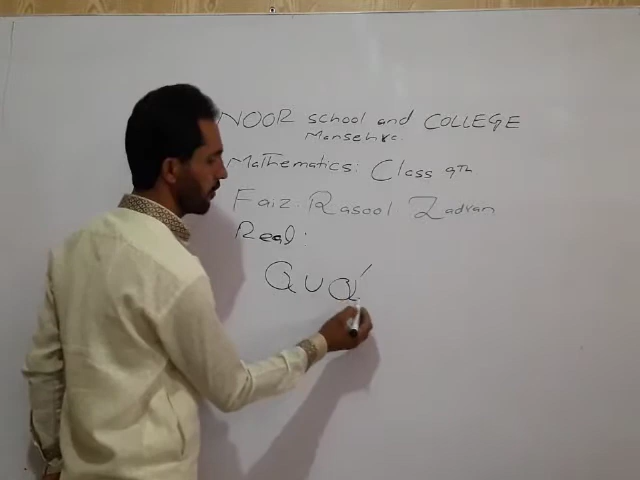 NOOR school and COLLEGE
Mansehra.
Mathematics: Class 9Th
Faiz: Rasool Zadran
Real:
Q U Q'